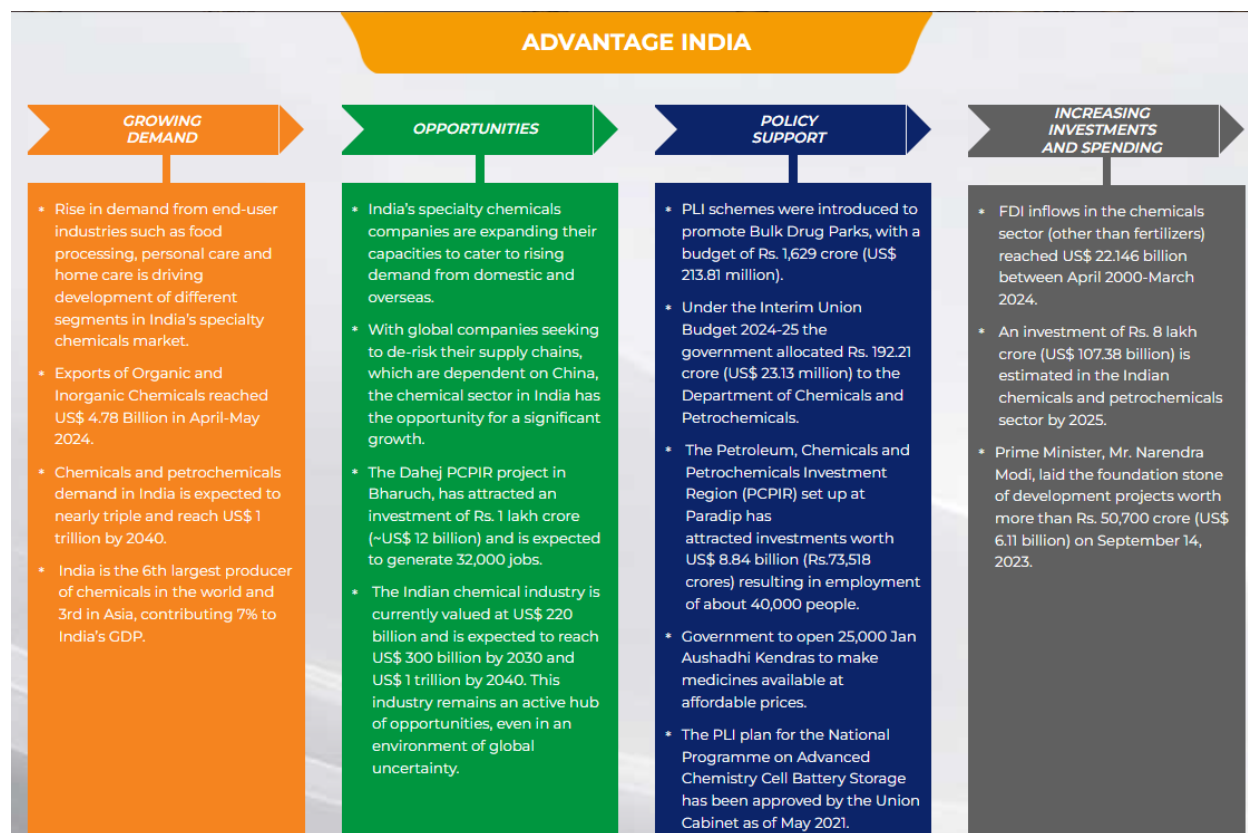 ADVANTAGE INDIA
GROWING
DEMAND
* Rise in demand from end-user
industries such as food
processing, personal care and
home care is driving
development of different
segments in India's specialty
chemicals market.
* Exports of Organic and
Inorganic Chemicals reached
US$ 4.78 Billion in April-May
2024.
* Chemicals and petrochemicals
demand in India is expected to
nearly triple and reach US$ 1
trillion by 2040.
* India is the 6th largest producer
of chemicals in the world and
3rd in Asia, contributing 7% to
India's GDP.
OPPORTUNITIES
* India's specialty chemicals
companies are expanding their
capacities to cater to rising
demand from domestic and
overseas.
* With global companies seeking
to de-risk their supply chains,
which are dependent on China,
the chemical sector in India has
the opportunity for a significant
growth.
* The Dahej PCPIR project in
Bharuch, has attracted an
investment of Rs. 1 lakh crore
(~US$ 12 billion) and is expected
to generate 32,000 jobs.
* The Indian chemical industry is
currently valued at US$ 220
billion and is expected to reach
US$ 300 billion by 2030 and
US$ 1 trillion by 2040. This
industry remains an active hub
of opportunities, even in an
environment of global
uncertainty.
POLICY
SUPPORT
* PLI schemes were introduced to
promote Bulk Drug Parks, with a
budget of Rs. 1,629 crore (US$
213.81 million).
* Under the Interim Union
Budget 2024-25 the
government allocated Rs. 192.21
crore (US$ 23.13 million) to the
Department of Chemicals and
Petrochemicals.
* The Petroleum, Chemicals and
Petrochemicals Investment
Region (PCPIR) set up at
Paradip has
attracted investments worth
US$ 8.84 billion (Rs.73,518
crores) resulting in employment
of about 40,000 people.
* Government to open 25,000 Jan
Aushadhi Kendras to make
medicines available at
affordable prices.
* The PLI plan for the National
Programme on Advanced
Chemistry Cell Battery Storage
has been approved by the Union
Cabinet as of May 2021.
INCREASING
INVESTMENTS
AND SPENDING
* FDI inflows in the chemicals
sector (other than fertilizers)
reached US$ 22.146 billion
between April 2000-March
2024.
* An investment of Rs. 8 lakh
crore (US$ 107.38 billion) is
estimated in the Indian
chemicals and petrochemicals
sector by 2025.
* Prime Minister, Mr. Narendra
Modi, laid the foundation stone
of development projects worth
more than Rs. 50,700 crore (US$
6.11 billion) on September 14,
2023.